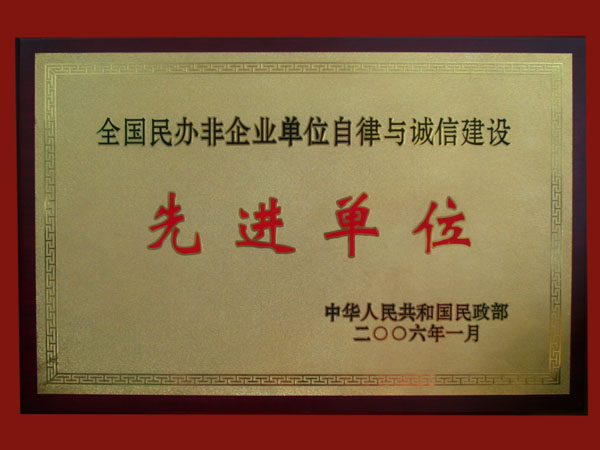 全国民办非企业单位自律与诚信建设
先进单位
中华人民共和国民政部
二〇〇六年一月